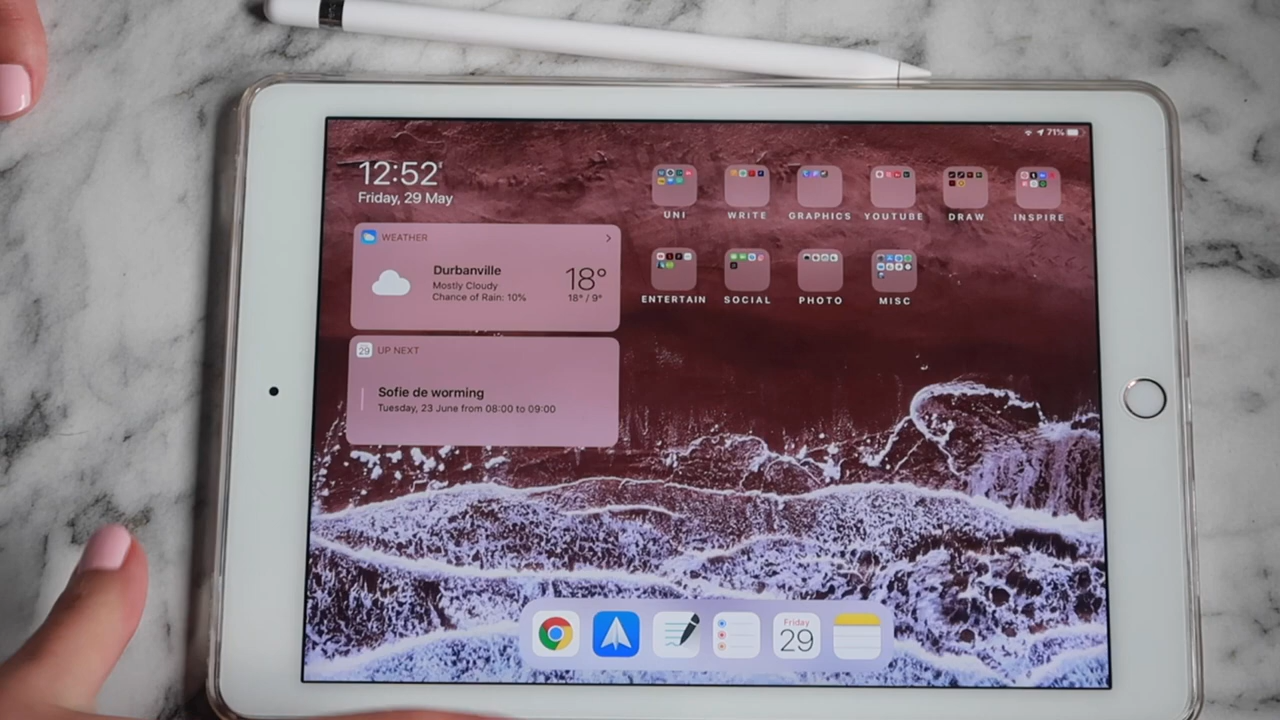 71%
12:52
Friday, 29 May
UNI
WRITE
GRAPHICS
YOUTUBE
DRAW
INSPIRE
WEATHER
Durbanville
Mostly Cloudy
Chance of Rain: 10%
18°
18° / 9°
ENTERTAIN
SOCIAL
PHOTO
MISC
29
UP NEXT
Sofie de worming
Tuesday, 23 June from 08:00 to 09:00
Friday
29